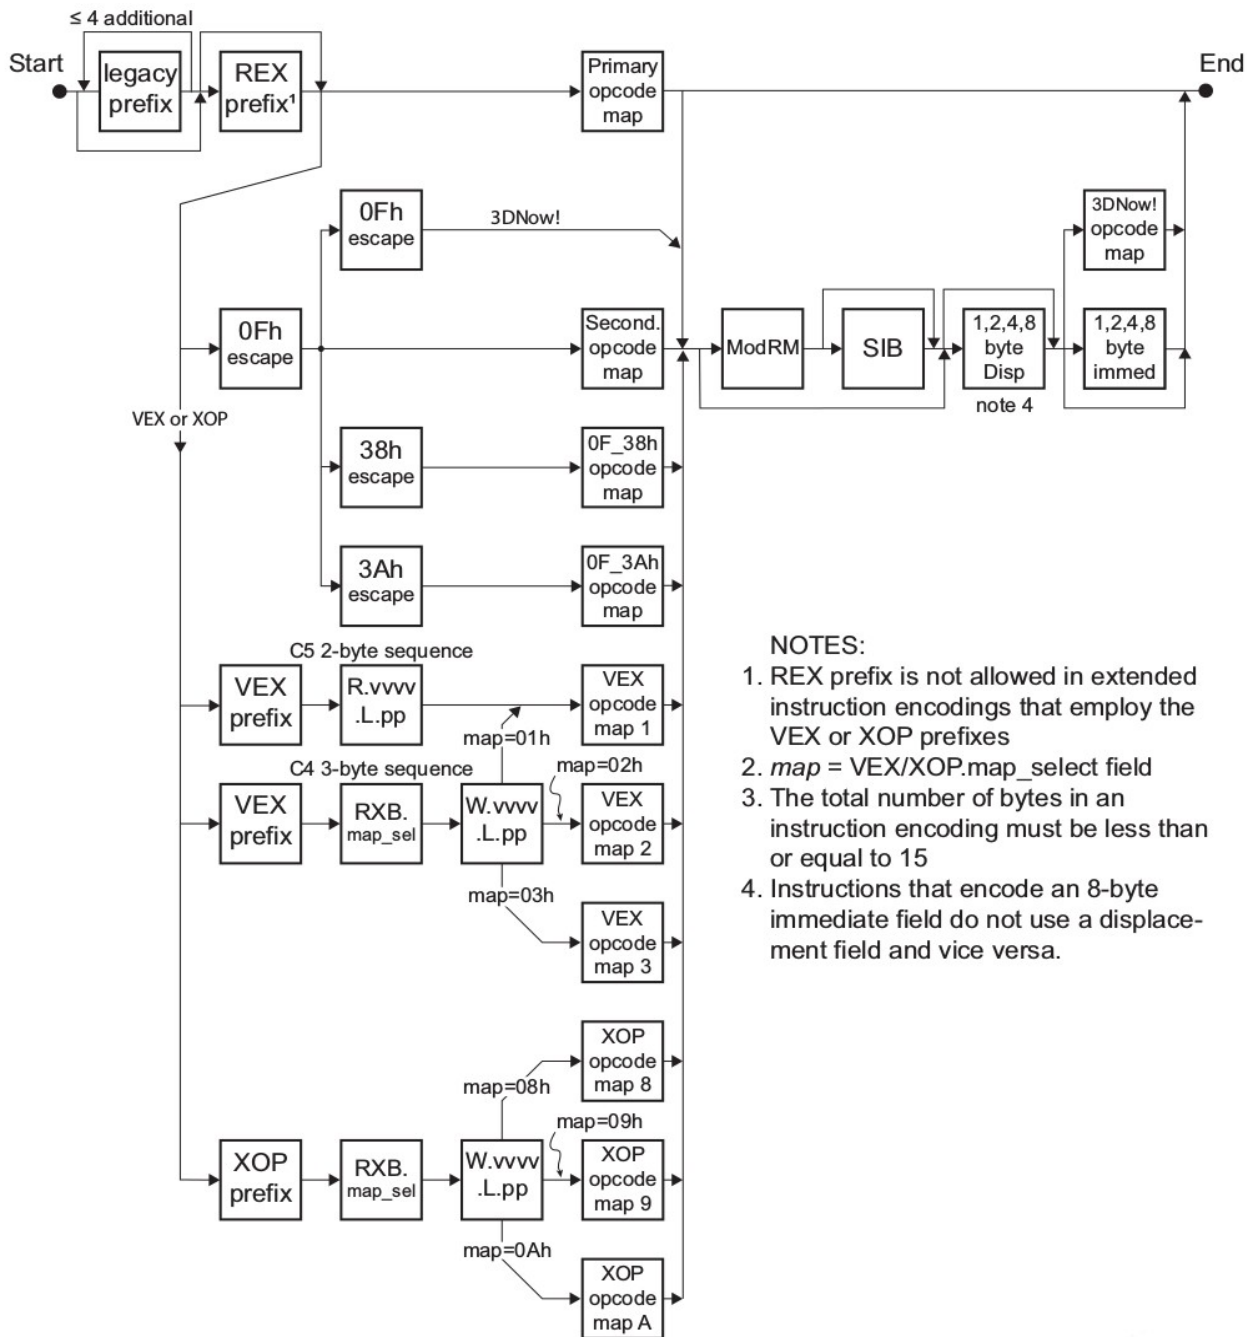 ≤ 4 additional
Start
legacy
prefix
REX
prefix¹
Primary
opcode
map
End
0Fh
escape
3DNow!
3DNow!
opcode
map
0Fh
escape
Second.
opcode
map
ModRM
SIB
1,2,4,8
byte
Disp
note 4
1,2,4,8
byte
immed
VEX or XOP
38h
escape
0F_38h
opcode
map
3Ah
escape
0F_3Ah
opcode
map
C5 2-byte sequence
VEX
prefix
R.vvvv
.L.pp
VEX
opcode
map 1
map=01h
C4 3-byte sequence
map=02h
VEX
prefix
RXB.
map_sel
W.vvvv
.L.pp
VEX
opcode
map 2
map=03h
VEX
opcode
map 3
XOP
opcode
map 8
map=08h
map=09h
XOP
prefix
RXB.
map_sel
W.vvvv
.L.pp
XOP
opcode
map 9
map=0Ah
XOP
opcode
map A
NOTES:
1. REX prefix is not allowed in extended
instruction encodings that employ the
VEX or XOP prefixes
2. map = VEX/XOP.map_select field
3. The total number of bytes in an
instruction encoding must be less than
or equal to 15
4. Instructions that encode an 8-byte
immediate field do not use a displace-
ment field and vice versa.